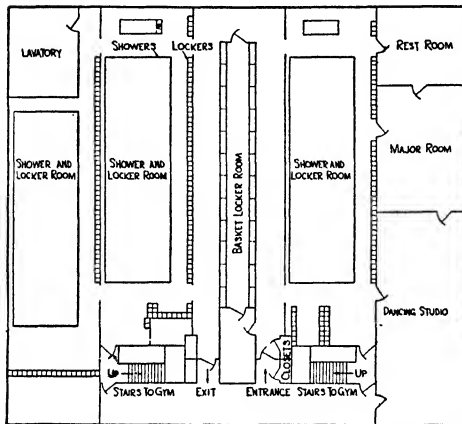 LAVATORY
SHOWERS
LOCKERS
REST ROOM
MAJOR ROOM
SHOWER AND
LOCKER ROOM
SHOWER AND
LOCKER ROOM
BASKET LOCKER ROOM
SHOWER AND
LOCKER ROOM
DANCING STUDIO
CLOSETS
UP
UP
STAIRS TO GYM
EXIT
ENTRANCE
STAIRS TO GYM